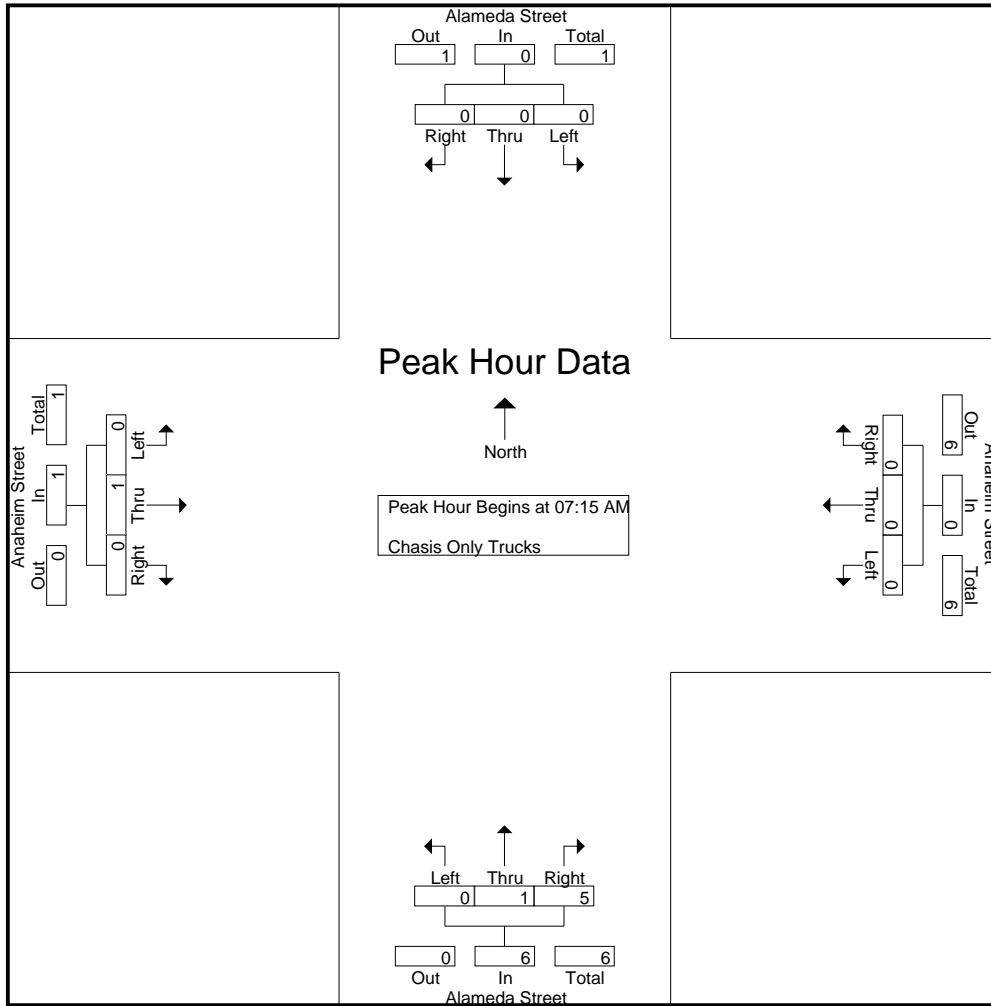 Alameda Street
Out In Total
1 0 1
0 0 0
Right Thru Left
Peak Hour Data
North
Peak Hour Begins at 07:15 AM
Chasis Only Trucks
Anaheim Street
Total In Out
1 1 0
0 1 0
Left Thru Right
Right Thru Left
0 0 0
6 0 6
Out In Total
Anaheim Street
Left Thru Right
0 1 5
0 6 6
Out In Total
Alameda Street